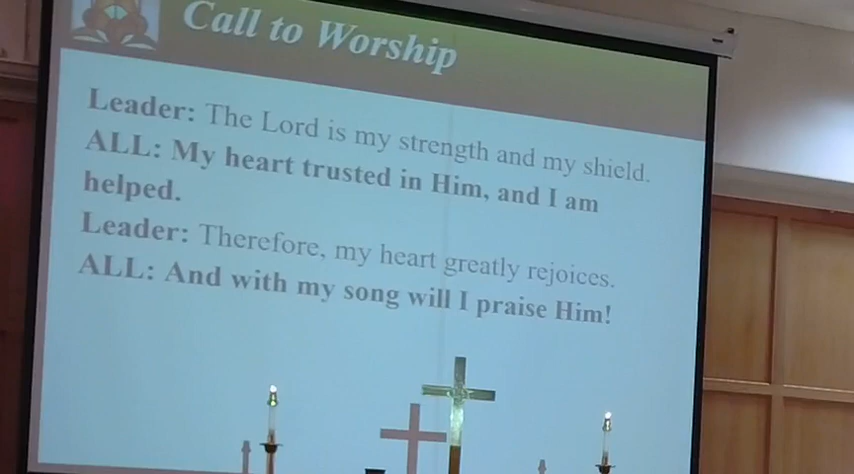 Call to Worship
Leader: The Lord is my strength and my shield.
ALL: My heart trusted in Him, and I am
helped.
Leader: Therefore, my heart greatly rejoices.
ALL: And with my song will I praise Him!